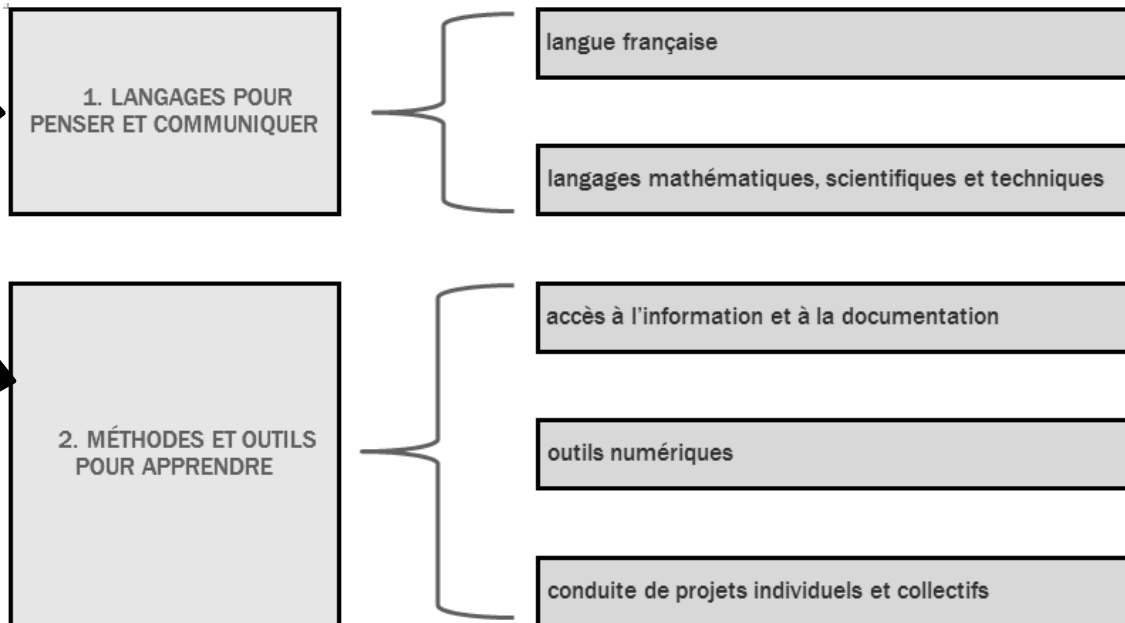 1. LANGAGES POUR
PENSER ET COMMUNIQUER
langue française
langages mathématiques, scientifiques et techniques
2. MÉTHODES ET OUTILS
POUR APPRENDRE
accès à l'information et à la documentation
outils numériques
conduite de projets individuels et collectifs